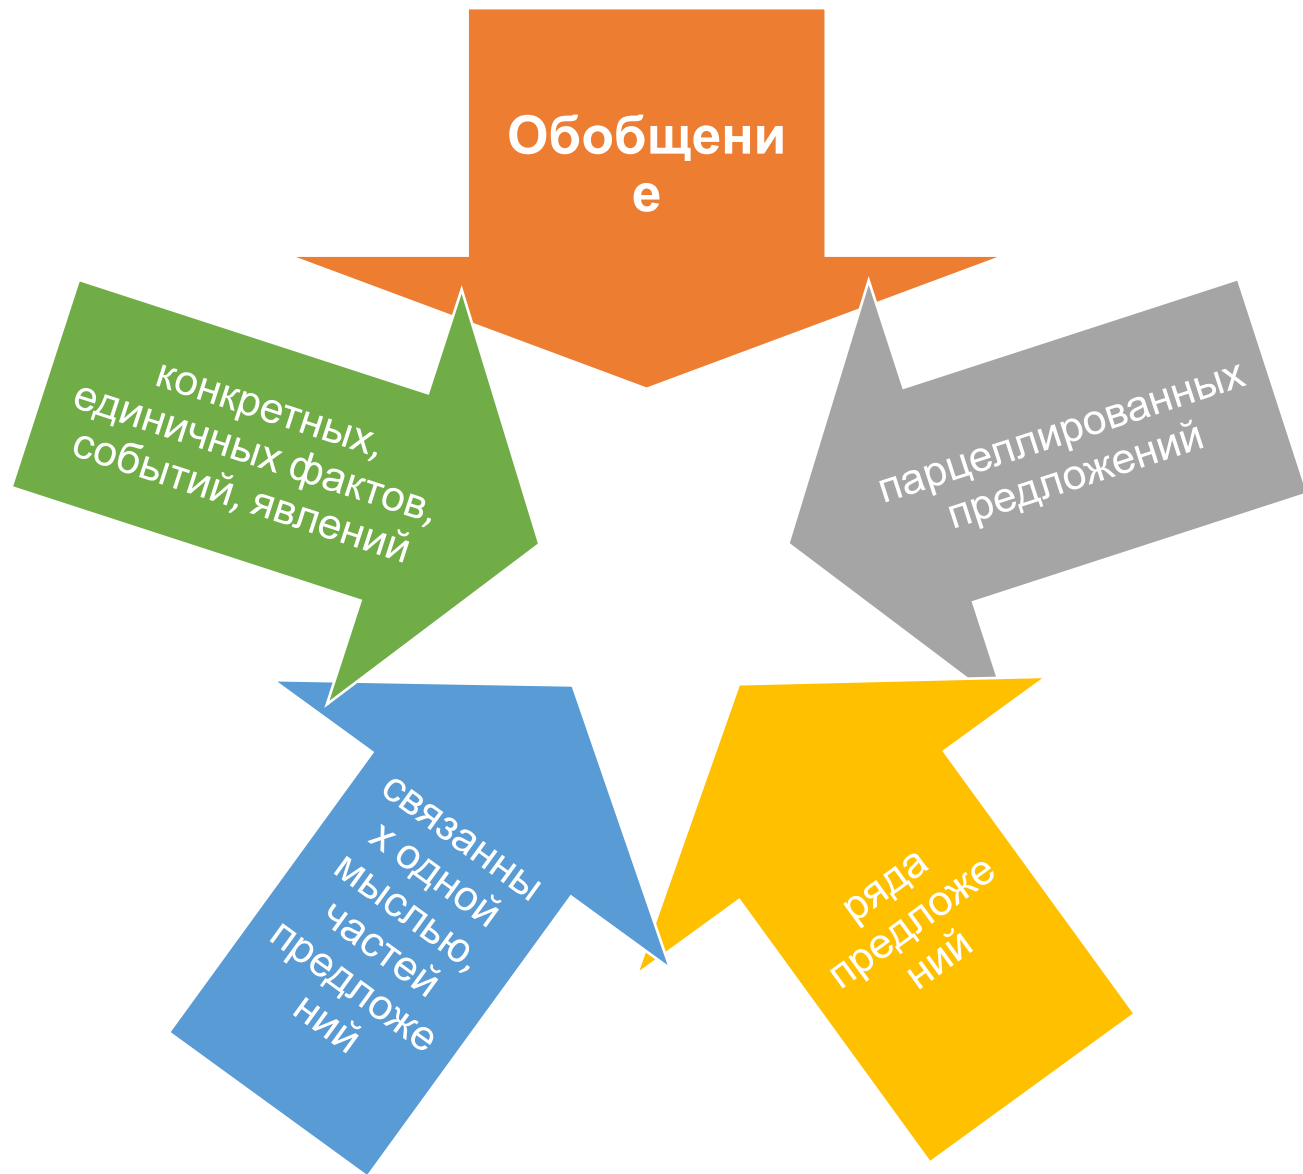 Обобщени
е
конкретных,
единичных фактов,
событий, явлений
парцеллированных
предложений
связанны
х одной
мыслью,
частей
предложе
ний
ряда
предложе
ний